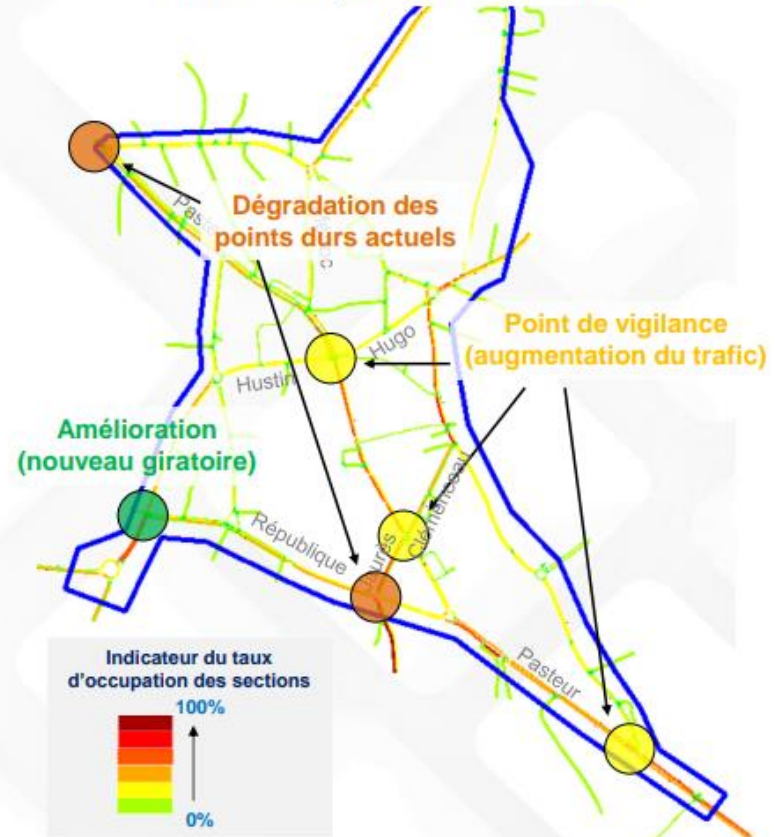 Dégradation des
points durs actuels
Point de vigilance
(augmentation du trafic)
Hugo
Hustin
Amélioration
(nouveau giratoire)
République
Clémenceau
Pasteur
Indicateur du taux
d'occupation des sections
100%
0%